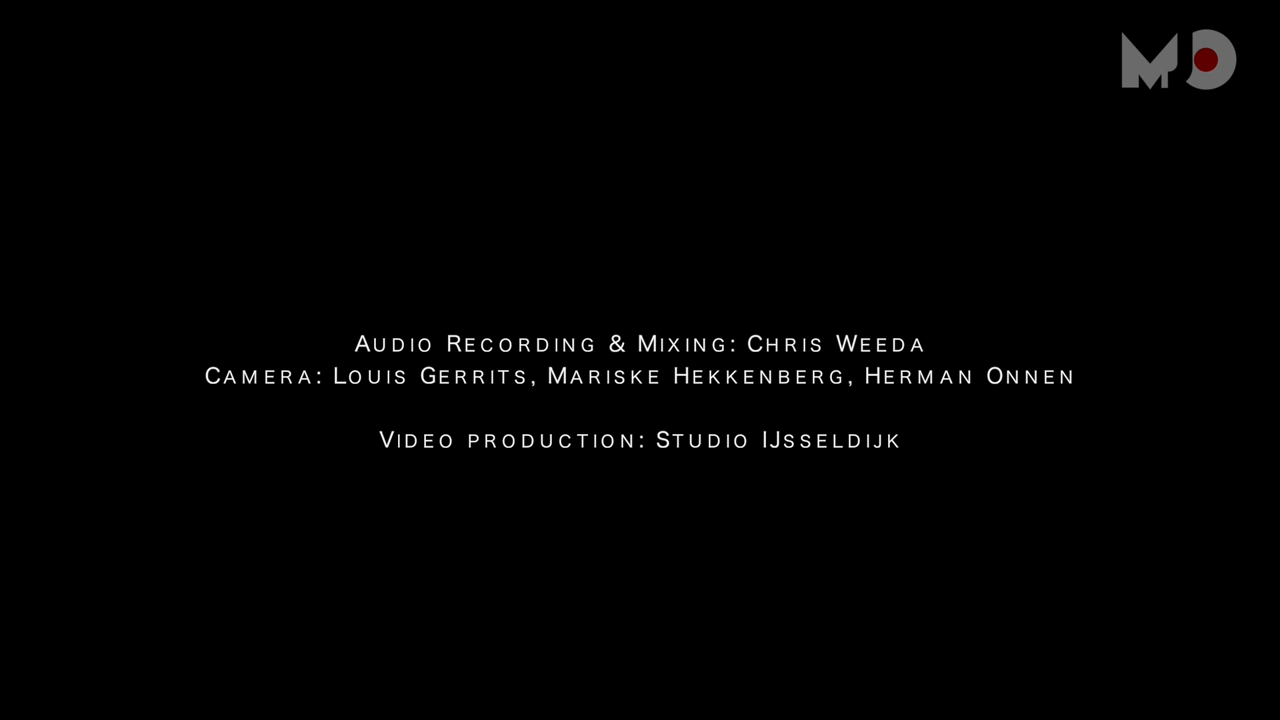 Audio Recording & Mixing: Chris Weeda
Camera: Louis Gerrits, Mariske Hekkenberg, Herman Onnen
Video production: Studio IJsseldijk